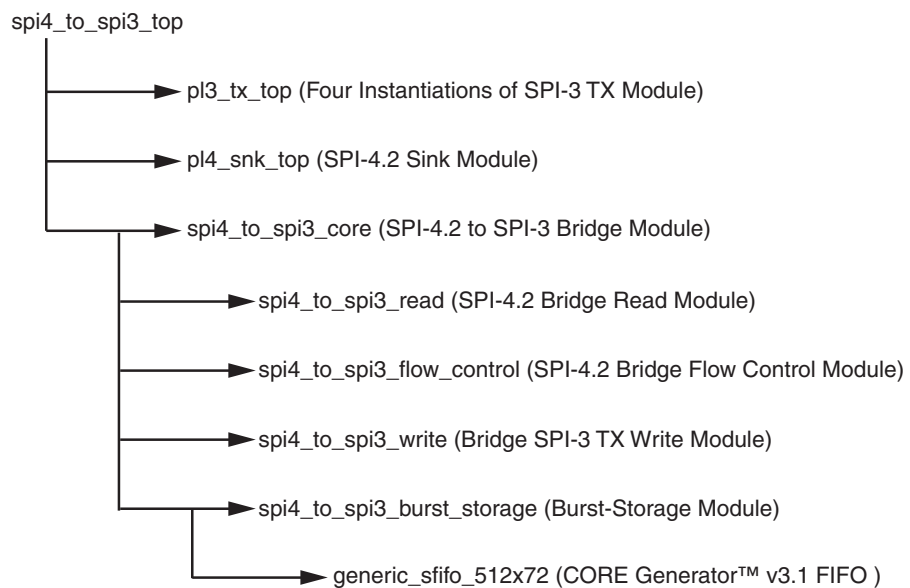 spi4_to_spi3_top
pl3_tx_top (Four Instantiations of SPI-3 TX Module)
pl4_snk_top (SPI-4.2 Sink Module)
spi4_to_spi3_core (SPI-4.2 to SPI-3 Bridge Module)
spi4_to_spi3_read (SPI-4.2 Bridge Read Module)
spi4_to_spi3_flow_control (SPI-4.2 Bridge Flow Control Module)
spi4_to_spi3_write (Bridge SPI-3 TX Write Module)
spi4_to_spi3_burst_storage (Burst-Storage Module)
generic_sfifo_512x72 (CORE Generator™ v3.1 FIFO )